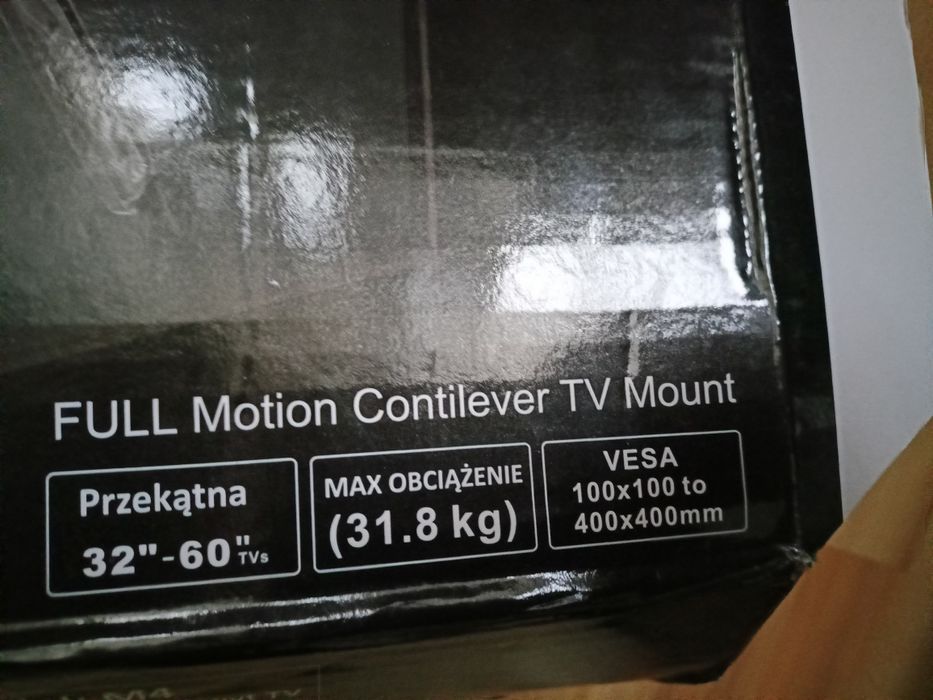 FULL Motion Contilever TV Mount
Przekątna
32"-60" TVs
MAX OBCIĄŻENIE
(31.8 kg)
VESA
100x100 to
400x400mm